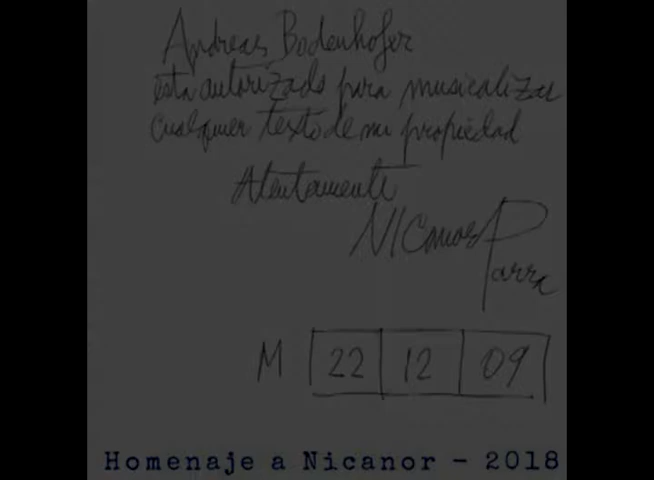 Andreas Bodenhofer
esta autorizado para musicalizar
cualquier texto de mi propiedad
Atentamente
Nicanor Parra
M 22 12 09
Homenaje a Nicanor - 2018